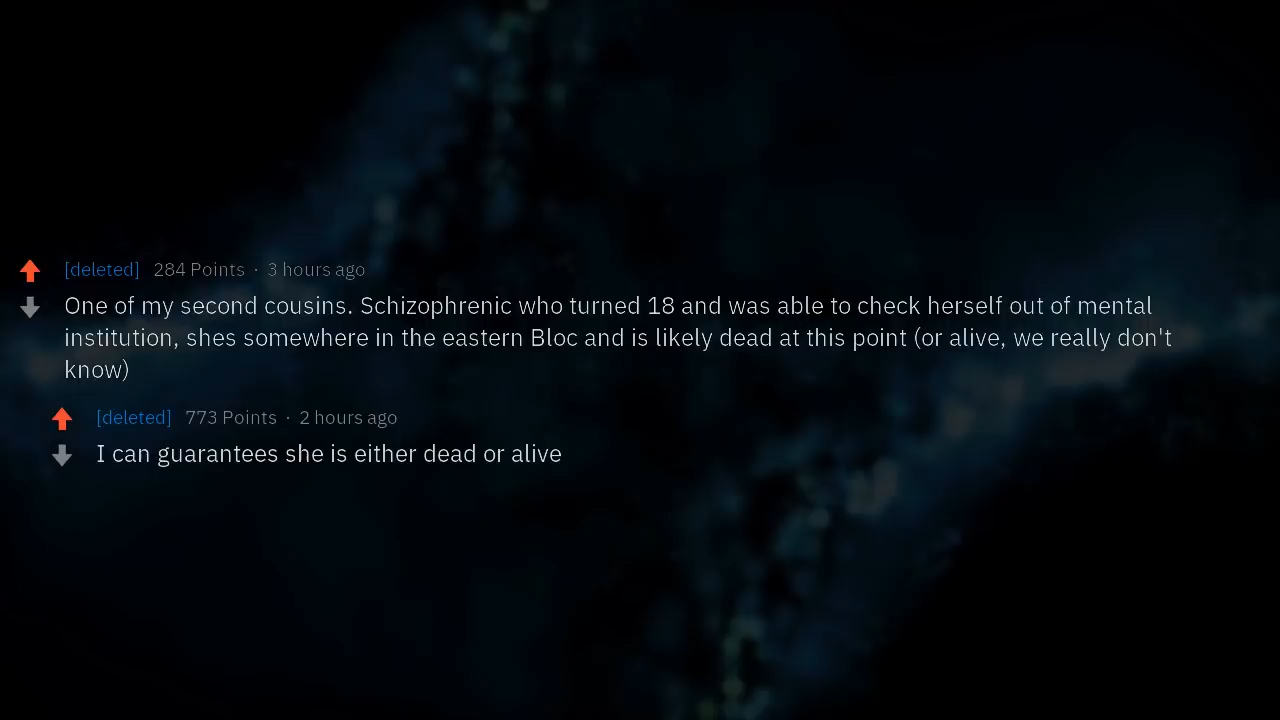 [deleted] 284 Points · 3 hours ago
One of my second cousins. Schizophrenic who turned 18 and was able to check herself out of mental
institution, shes somewhere in the eastern Bloc and is likely dead at this point (or alive, we really don't
know)
[deleted] 773 Points · 2 hours ago
I can guarantees she is either dead or alive